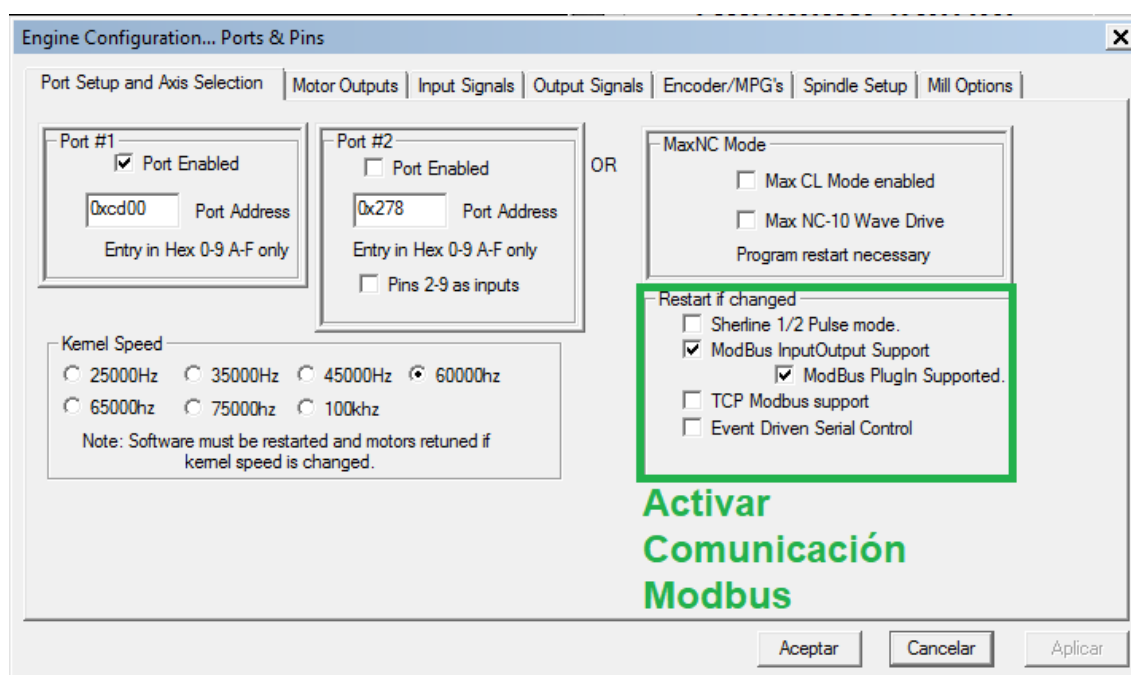 Engine Configuration... Ports & Pins
Port Setup and Axis Selection Motor Outputs Input Signals Output Signals Encoder/MPG's Spindle Setup Mill Options
Port #1
Port Enabled
0xcd00 Port Address
Entry in Hex 0-9 A-F only
Port #2
Port Enabled
0x278 Port Address
Entry in Hex 0-9 A-F only
Pins 2-9 as inputs
OR
MaxNC Mode
Max CL Mode enabled
Max NC-10 Wave Drive
Program restart necessary
Restart if changed
Sherline 1/2 Pulse mode.
ModBus InputOutput Support
ModBus PlugIn Supported.
TCP Modbus support
Event Driven Serial Control
Kernel Speed
25000Hz 35000Hz 45000Hz 60000hz
65000hz 75000hz 100khz
Note: Software must be restarted and motors retuned if
kernel speed is changed.
Activar
Comunicación
Modbus
Aceptar Cancelar Aplicar